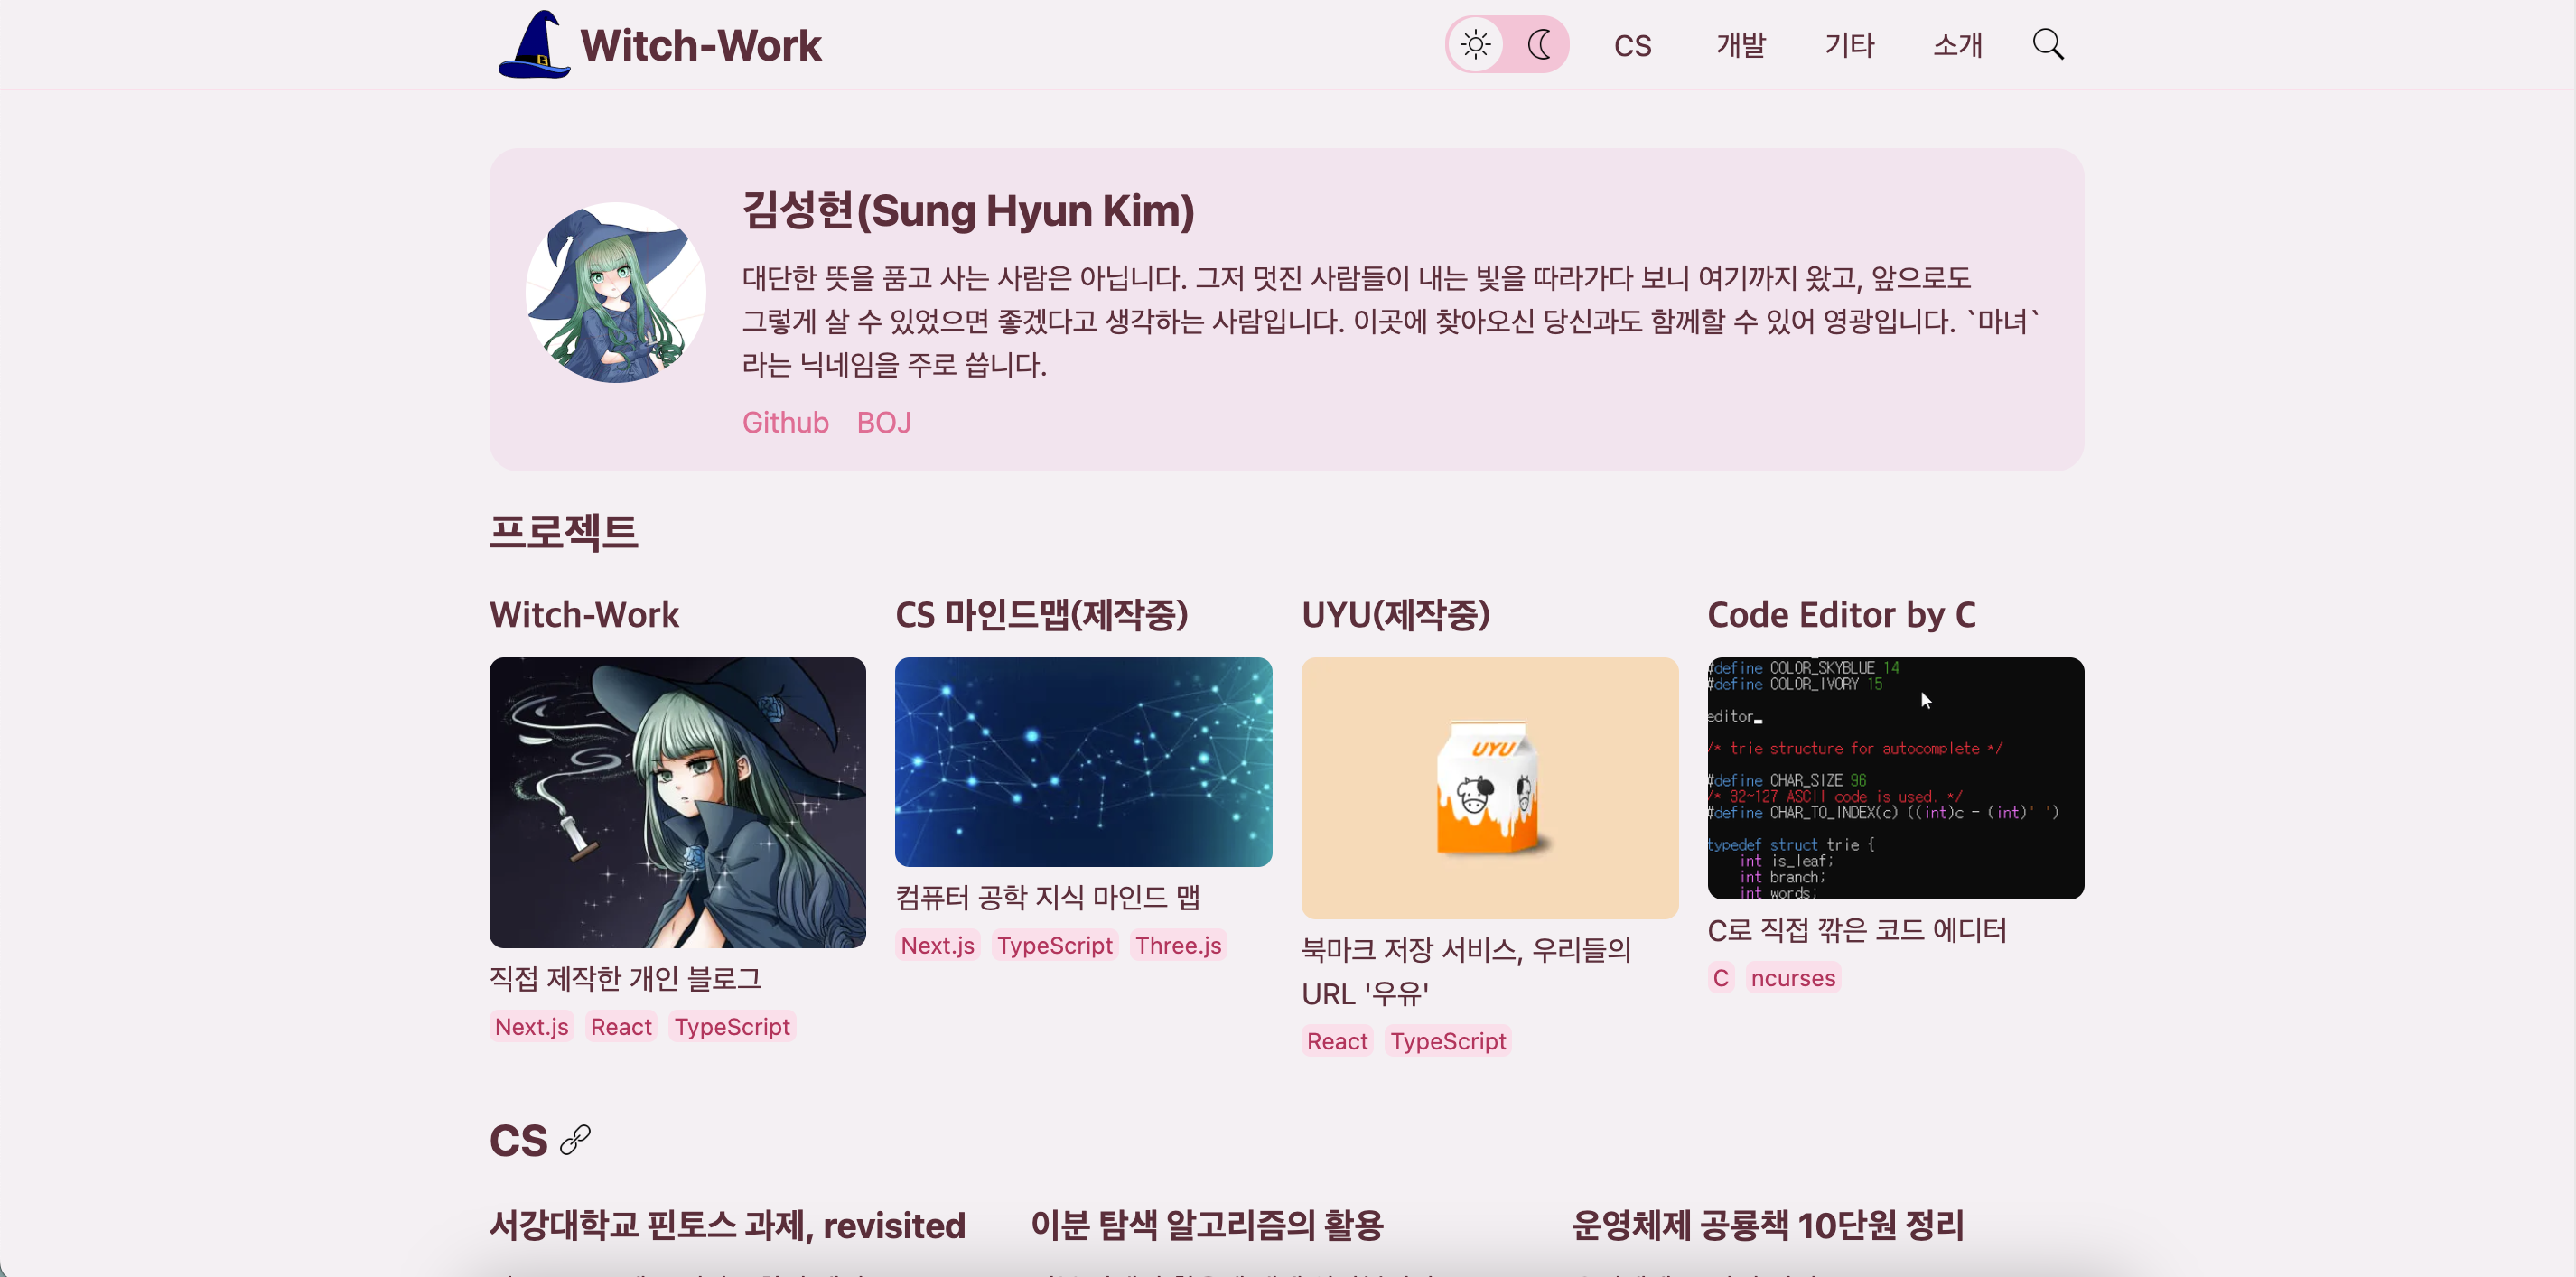 Witch-Work
CS 개발 기타 소개
김성현(Sung Hyun Kim)
대단한 뜻을 품고 사는 사람은 아닙니다. 그저 멋진 사람들이 내는 빛을 따라가다 보니 여기까지 왔고, 앞으로도
그렇게 살 수 있었으면 좋겠다고 생각하는 사람입니다. 이곳에 찾아오신 당신과도 함께할 수 있어 영광입니다. `마녀`
라는 닉네임을 주로 씁니다.
Github BOJ
프로젝트
Witch-Work
직접 제작한 개인 블로그
Next.js React TypeScript
CS 마인드맵(제작중)
컴퓨터 공학 지식 마인드 맵
Next.js TypeScript Three.js
UYU(제작중)
UYU
북마크 저장 서비스, 우리들의
URL '우유'
React TypeScript
Code Editor by C
#define COLOR_SKYBLUE 14
#define COLOR_IVORY 15
editor_
/* trie structure for autocomplete */
#define CHAR_SIZE 96
/* 32~127 ASCII code is used. */
#define CHAR_TO_INDEX(c) ((int)c - (int)' ')
typedef struct trie {
int is_leaf;
int branch;
int words;
C로 직접 깎은 코드 에디터
C ncurses
CS
서강대학교 핀토스 과제, revisited
이분 탐색 알고리즘의 활용
운영체제 공룡책 10단원 정리